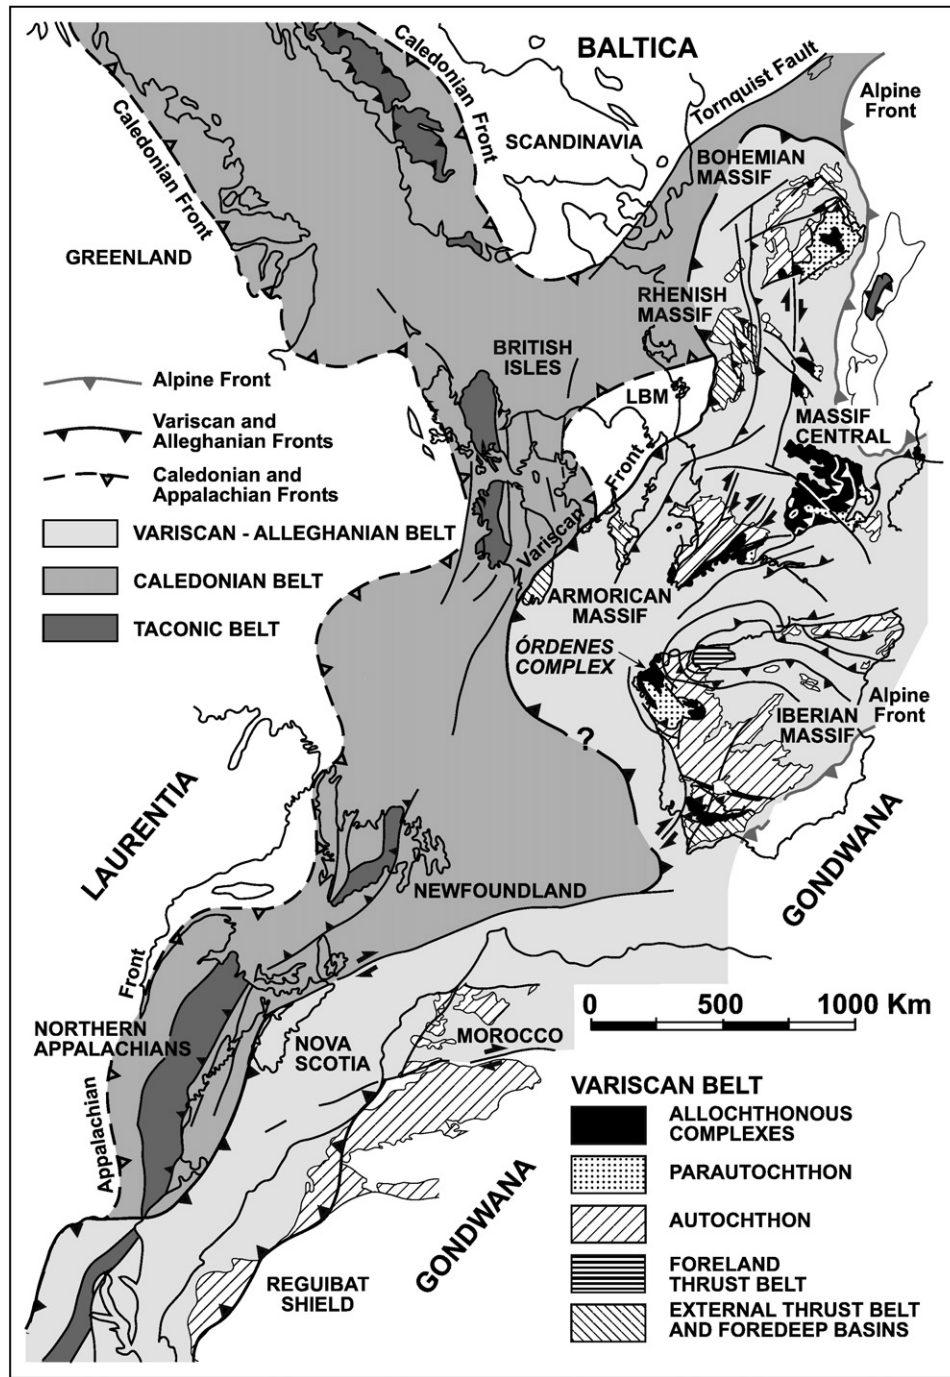 BALTICA
Caledonian Front
Tornquist Fault
Alpine
Front
Caledonian Front
SCANDINAVIA
BOHEMIAN
MASSIF
GREENLAND
RHENISH
MASSIF
BRITISH
ISLES
LBM
Alpine Front
Variscan and
Alleghanian Fronts
Caledonian and
Appalachian Fronts
VARISCAN - ALLEGHANIAN BELT
CALEDONIAN BELT
TACONIC BELT
MASSIF
CENTRAL
Variscan Front
ARMORICAN
MASSIF
ÓRDENES
COMPLEX
IBERIAN
MASSIF
Alpine
Front
?
LAURENTIA
GONDWANA
NEWFOUNDLAND
Appalachian Front
NORTHERN
APPALACHIANS
NOVA
SCOTIA
MOROCCO
0 500 1000 Km
GONDWANA
REGUIBAT
SHIELD
VARISCAN BELT
ALLOCHTHONOUS
COMPLEXES
PARAUTOCHTHON
AUTOCHTHON
FORELAND
THRUST BELT
EXTERNAL THRUST BELT
AND FOREDEEP BASINS